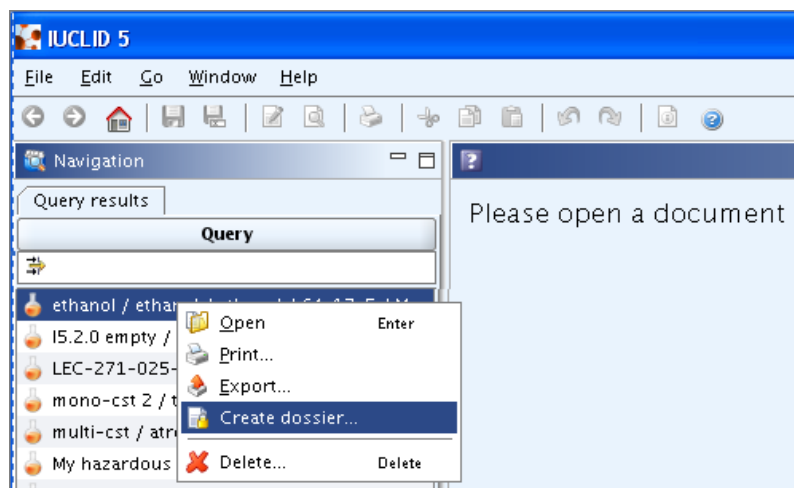 IUCLID 5
File Edit Go Window Help
Navigation
Query results
Please open a document
Query
ethanol / ethanol
Open Enter
I5.2.0 empty /
Print...
LEC-271-025-
Export...
mono-cst 2 / t
Create dossier...
multi-cst / atr
My hazardous
Delete... Delete